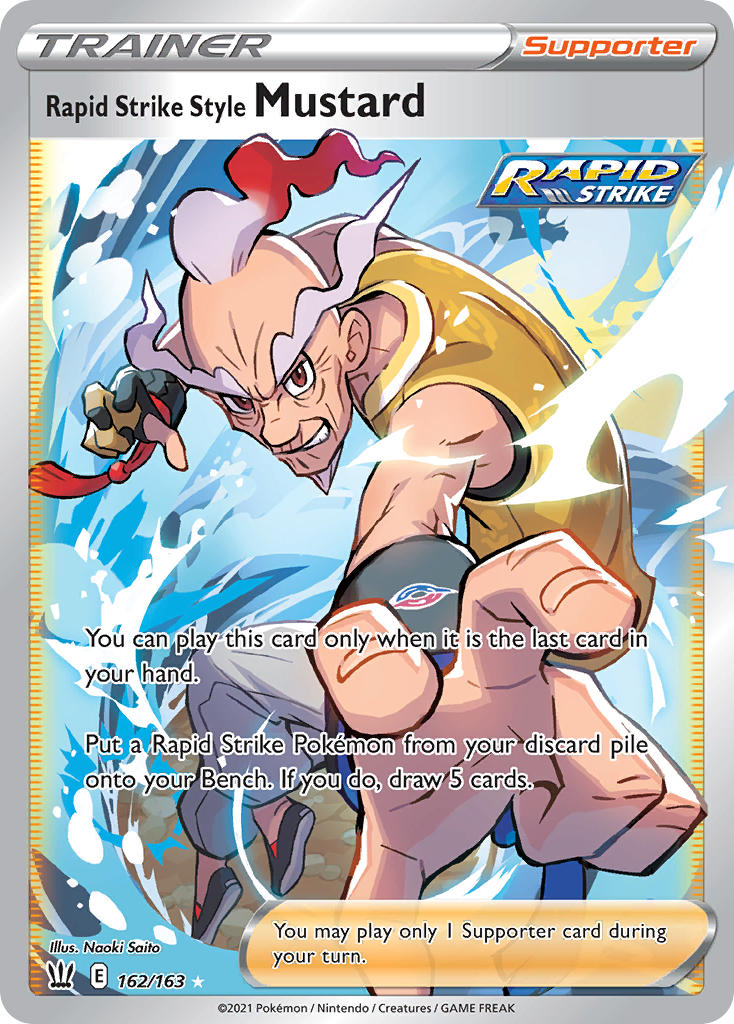 TRAINER Supporter
Rapid Strike Style Mustard
RAPID
STRIKE
You can play this card only when it is the last card in
your hand.
Put a Rapid Strike Pokémon from your discard pile
onto your Bench. If you do, draw 5 cards.
You may play only 1 Supporter card during
your turn.
Illus. Naoki Saito
E 162/163
©2021 Pokémon / Nintendo / Creatures / GAME FREAK